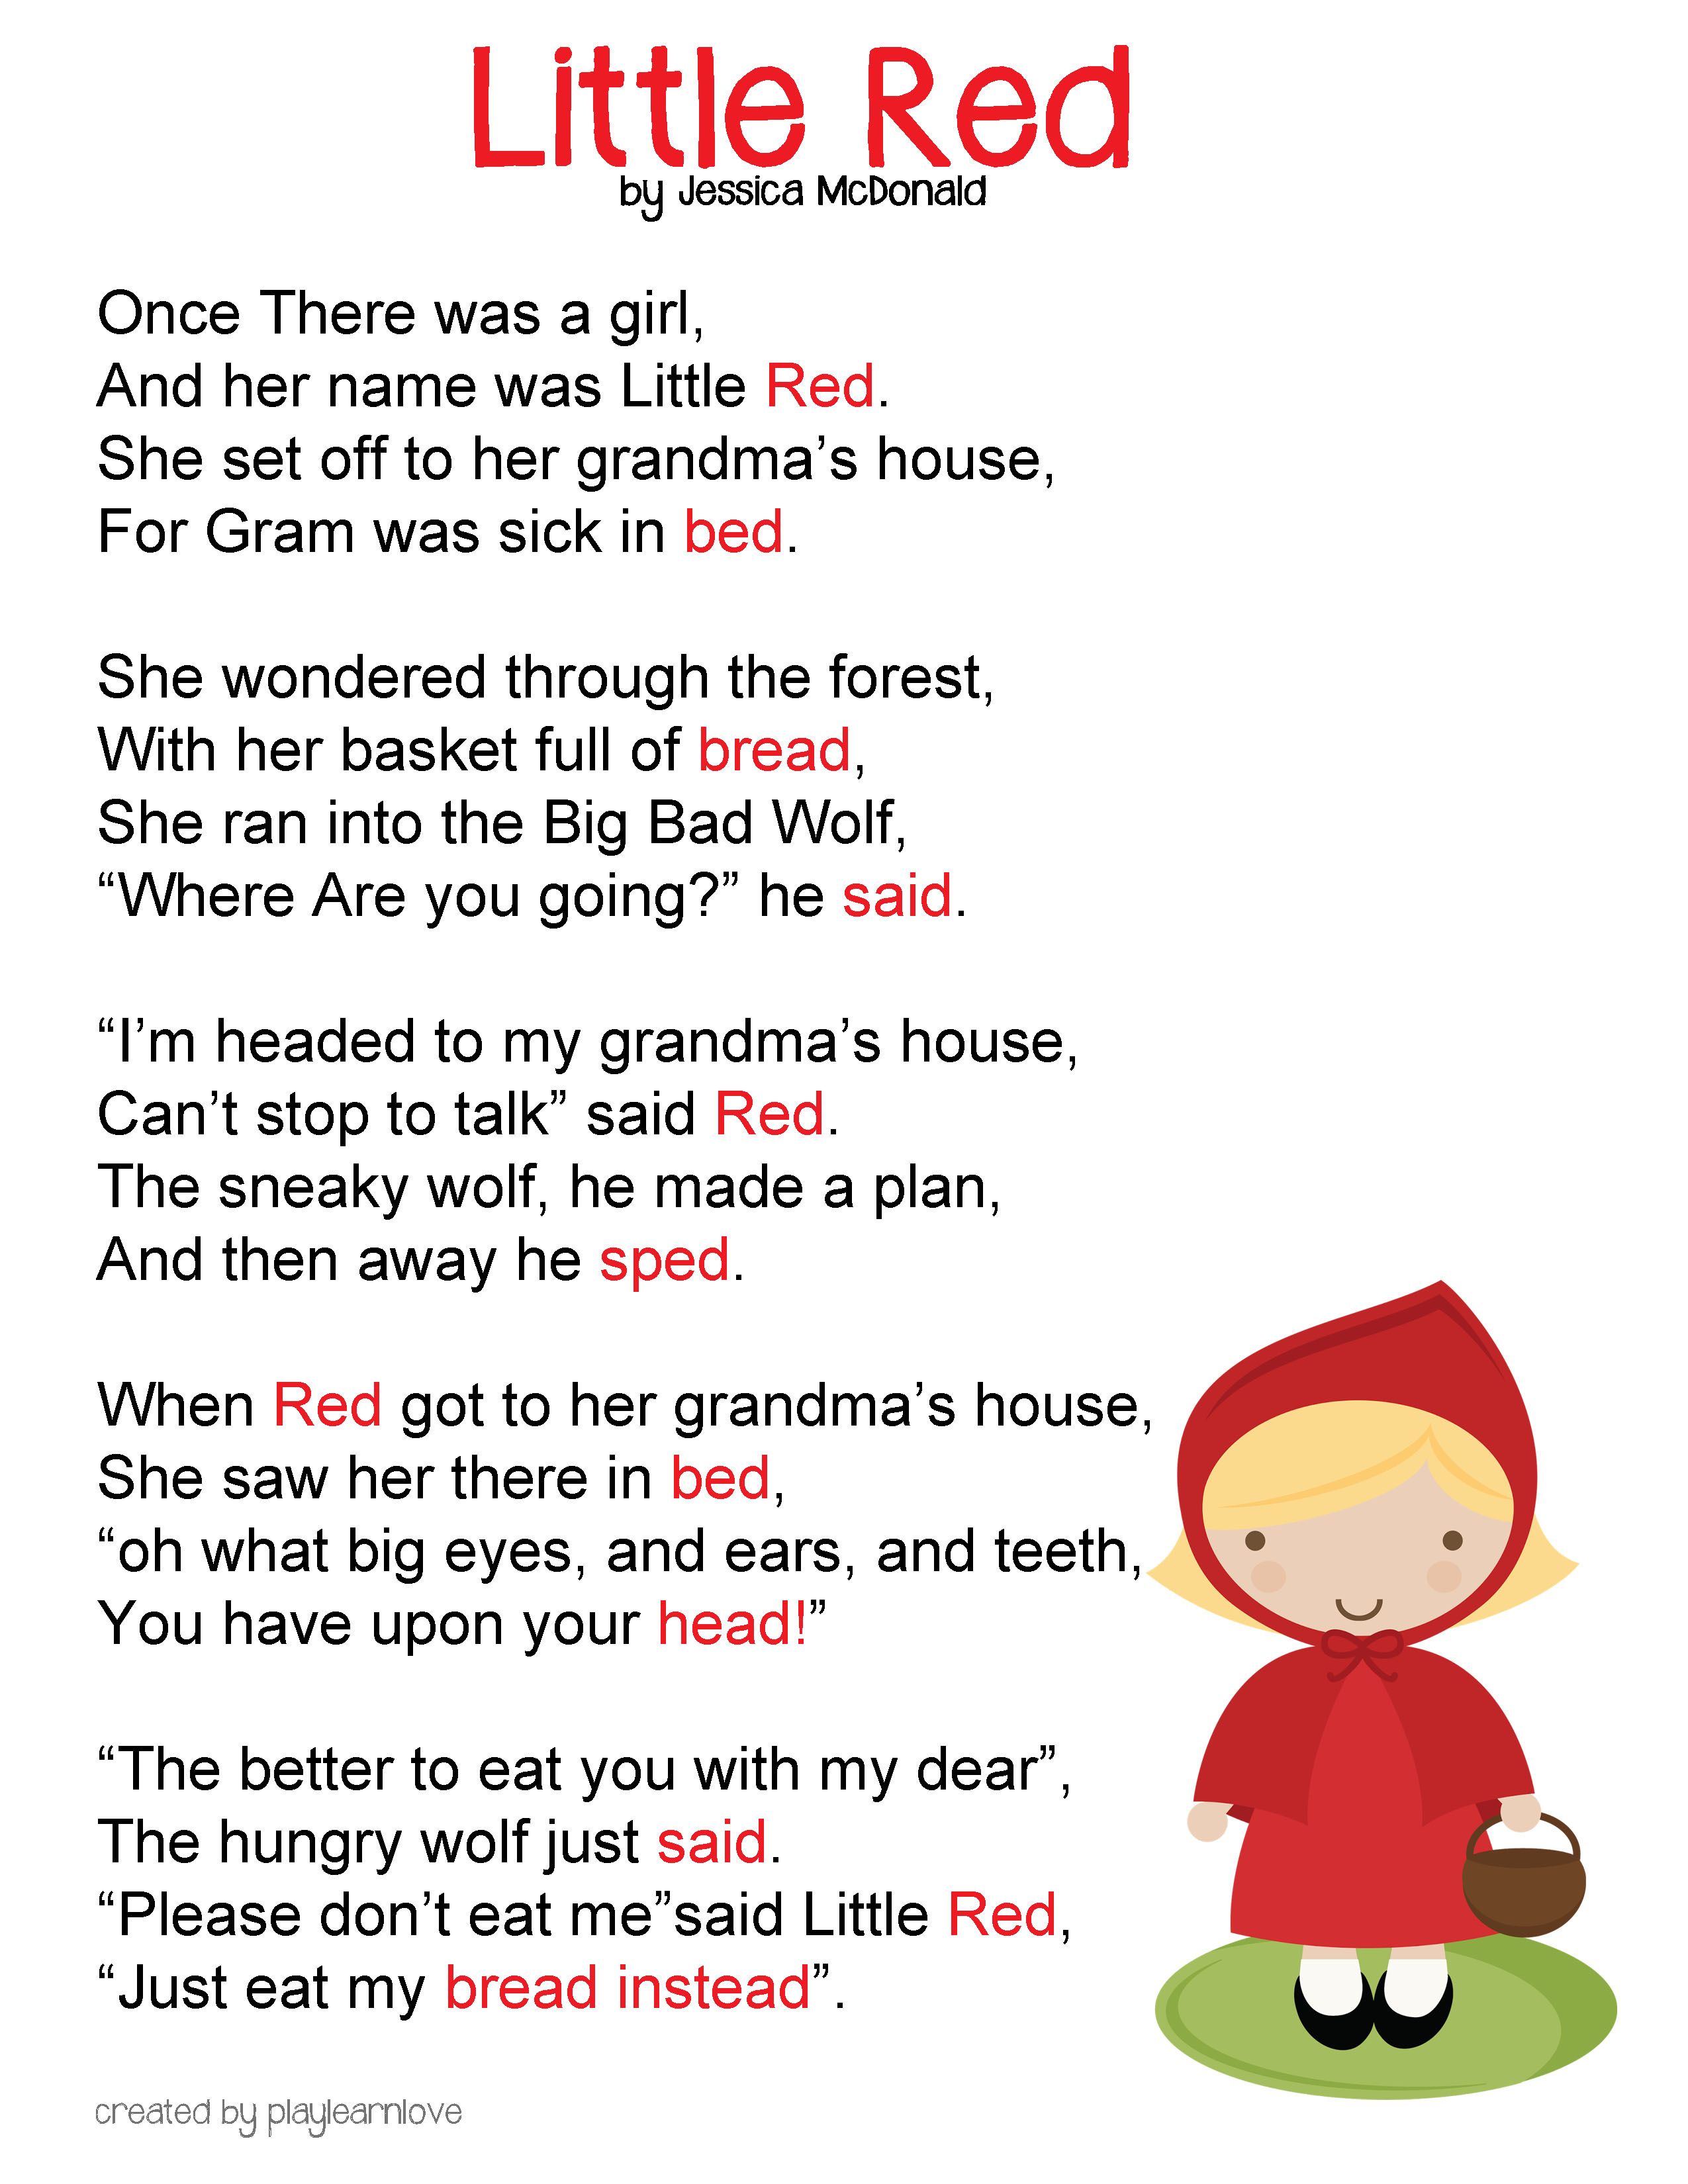 Little Red
by Jessica McDonald
Once There was a girl,
And her name was Little Red.
She set off to her grandma’s house,
For Gram was sick in bed.
She wondered through the forest,
With her basket full of bread,
She ran into the Big Bad Wolf,
“Where Are you going?” he said.
“I’m headed to my grandma’s house,
Can’t stop to talk” said Red.
The sneaky wolf, he made a plan,
And then away he sped.
When Red got to her grandma’s house,
She saw her there in bed,
“oh what big eyes, and ears, and teeth,
You have upon your head!”
“The better to eat you with my dear”,
The hungry wolf just said.
“Please don’t eat me”said Little Red,
“Just eat my bread instead”.
created by playlearnlove